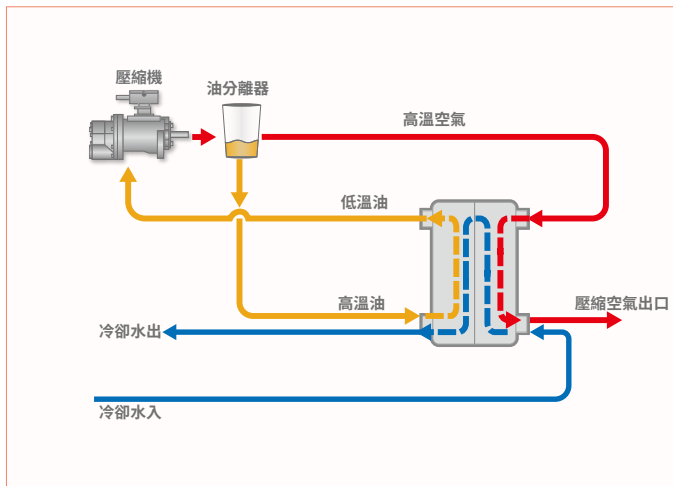 壓縮機
油分離器
高溫空氣
低溫油
高溫油
壓縮空氣出口
冷卻水出
冷卻水入